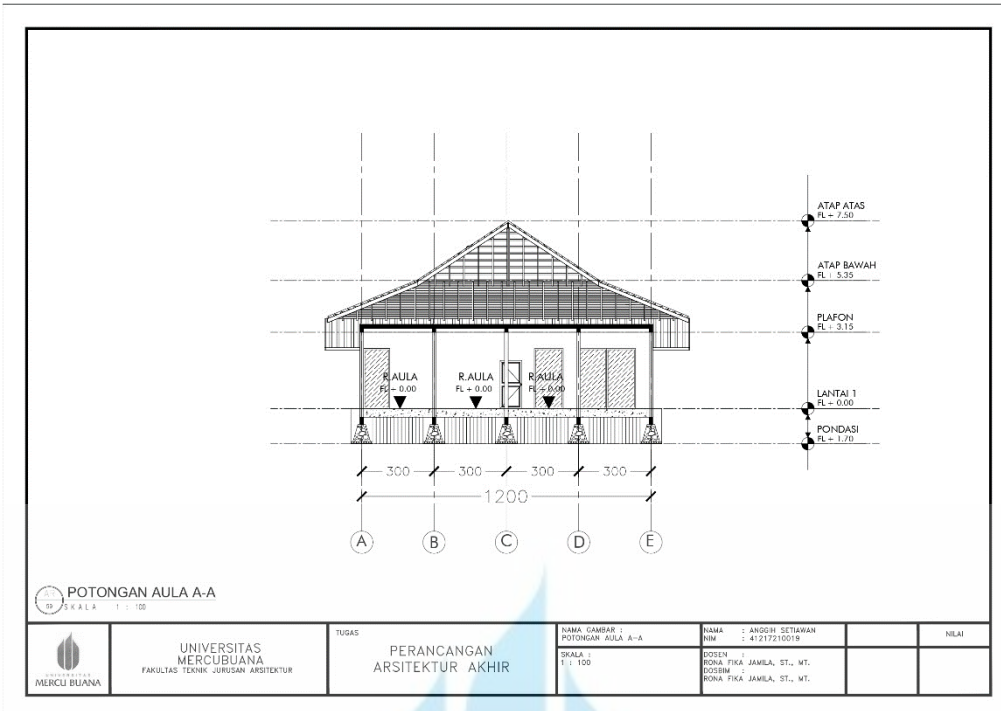 ATAP ATAS
FL + 7.50
ATAP BAWAH
FL + 5.35
PLAFON
FL + 3.15
R.AULA
FL + 0.00
R.AULA
FL + 0.00
R.AULA
FL + 0.00
LANTAI 1
FL + 0.00
PONDASI
FL + 1.70
300 300 300 300
1200
A B C D E
POTONGAN AULA A-A
SKALA 1 : 100
UNIVERSITAS
MERCU BUANA
UNIVERSITAS
MERCUBUANA
FAKULTAS TEKNIK JURUSAN ARSITEKTUR
TUGAS
PERANCANGAN
ARSITEKTUR AKHIR
NAMA GAMBAR :
POTONGAN AULA A-A
SKALA :
1 : 100
NAMA : ANGGIH SETIAWAN
NIM : 41217210019
DOSEN :
RONA FIKA JAMILA, ST., MT.
DOSBIM :
RONA FIKA JAMILA, ST., MT.
NILAI